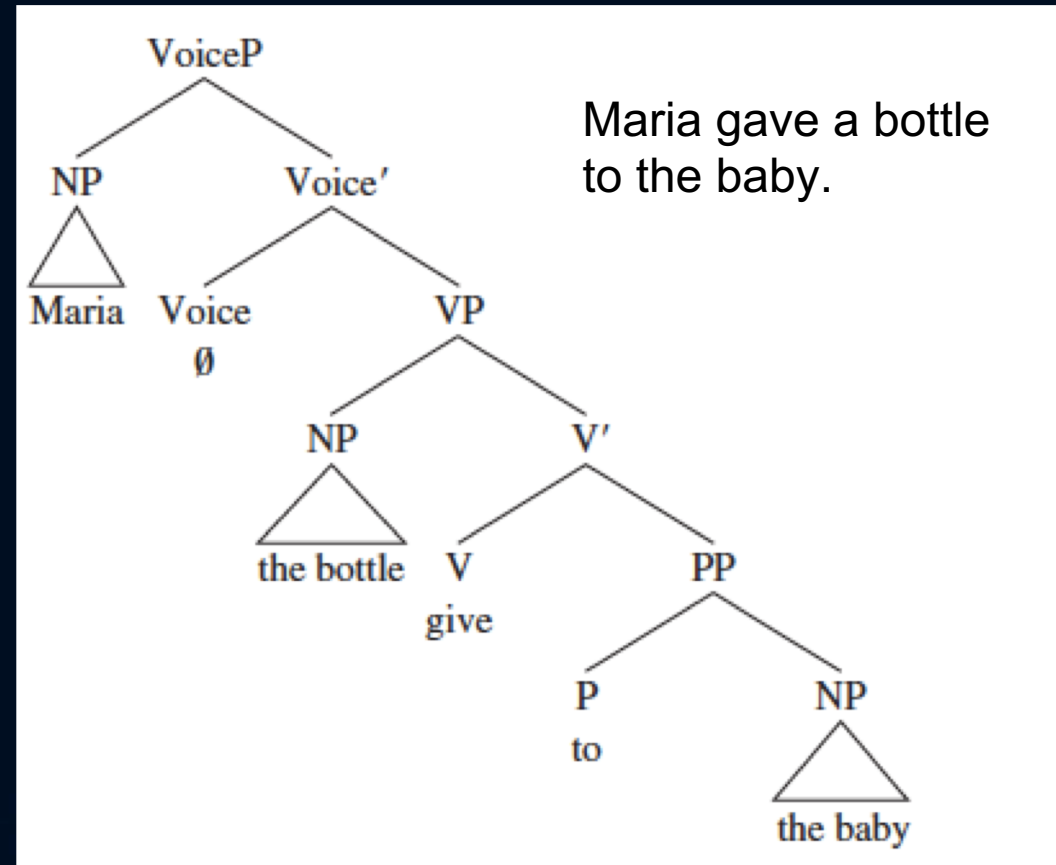 VoiceP
Maria gave a bottle
to the baby.
NP Voice′
Maria Voice VP
Ø
NP V′
the bottle V PP
give
P NP
to
the baby